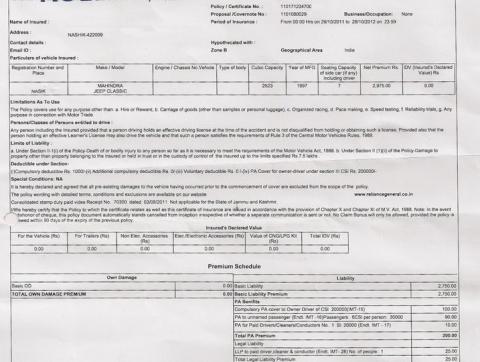 Policy / Certificate No. : 110171234700
Proposal /Covernote No : 1101080029 Business/Occupation: None
Name of Insured : Period of Insurance : From 00:00 Hrs on 29/10/2011 to 28/10/2012 on 23:59
Address :
NASHIK-422009
Contact details : Hypothecated with :
Email ID : Zone B Geographical Area India
Particulars of vehicle Insured :
Registration Number and Place Make / Model Engine / Chassis No.Vehicle Type of body Cubic Capacity Year of MFG Seating Capacity of side car (if any) including driver Net Premium Rs. IDV (Insured's Declared Value) Rs
NASIK MAHINDRA JEEP CLASSIC 2523 1997 7 2,975.00 0.00
Limitations As To Use
The Policy covers use for any purpose other than: a. Hire or Reward, b. Carriage of goods (other than samples or personal luggage), c. Organized racing, d. Pace making, e. Speed testing, f. Reliability trials, g. Any
purpose in connection with Motor Trade.
Persons/Classes of Persons entitled to drive :
Any person including the insured provided that a person driving holds an effective driving license at the time of the accident and is not disqualified from holding or obtaining such a license. Provided also that the
person holding an effective Learner's License may also drive the vehicle and that such a person satisfies the requirements of Rule 3 of the Central Motor Vehicles Rules, 1989.
Limits of Liability :
a. Under Section II-1(i) of the Policy-Death of or bodily injury to any person so far as it is necessary to meet the requirements of the Motor Vehicle Act, 1988. b. Under Section II (1)(ii) of the Policy-Damage to
property other than property belonging to the insured or held in trust or in the custody of control of the insured up to the limits specified Rs.7.5 lakhs.
Deductible under Section-
I:(i)Compulsory deductible Rs. 1000/-(ii) Additional compulsory deductible Rs. 0/-(iii) Voluntary deductible Rs. 0 PA Cover for owner-driver under section III CSI Rs. 200000/-
Special Conditions: NA
It is hereby declared and agreed that all pre-existing damages to the vehicle having occurred prior to the commencement of cover are excluded from the scope of the policy.
The policy wording with detailed terms, conditions and exclusions are available on our website www.reliancegeneral.co.in
Consolidated stamp duty paid vides Receipt No. 70300 dated 03/08/2011 Not applicable for the State of Jammu and Kashmir
I/We hereby certify that the Policy to which the certificate relates as well as the certificate of insurance are issued in accordance with the provision of Chapter X and Chapter XI of M.V. Act, 1988. Note: In the event
of dishonor of cheque, this policy document automatically stands cancelled from inception irrespective of whether a separate communication is sent or not. No Claim Bonus will only be allowed, provided the policy is
renewed within 90 days of the expiry of the previous policy.
Insured's Declared Value
For the Vehicle (Rs) For Trailers (Rs) Non Elec. Accessories (Rs) Elec./Electronic Accessories (Rs) Value of CNG/LPG Kit (Rs) Total IDV (Rs)
0.00 0.00 0.00 0.00 0.00 0.00
Premium Schedule
Own Damage Liability
Basic OD 0.00 Basic Liability 2,750.00
TOTAL OWN DAMAGE PREMIUM 0.00 Basic Liability Premium 2,750.00
PA Benifits
Compulsory PA cover to Owner Driver of CSI 200000(IMT-15) 100.00
PA to unnamed passenger (Endt. IMT -16)Passengers 6CSI per person: 20000 90.00
PA for Paid Drivers/Cleaners/Conductors No. 1 SI 20000 (Endt. IMT - 17) 10.00
Total PA Premium 200.00
Legal Liability
LLP to paid driver,cleaner & conductor (Endt. IMT- 28) No. of people: 1 25.00
Total Legal Liability Premium 25.00